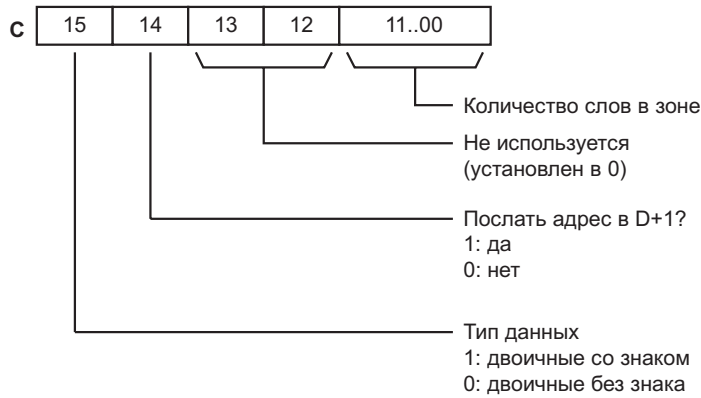 С 15 14 13 12 11..00
Количество слов в зоне
Не используется
(установлен в 0)
Послать адрес в D+1?
1: да
0: нет
Тип данных
1: двоичные со знаком
0: двоичные без знака